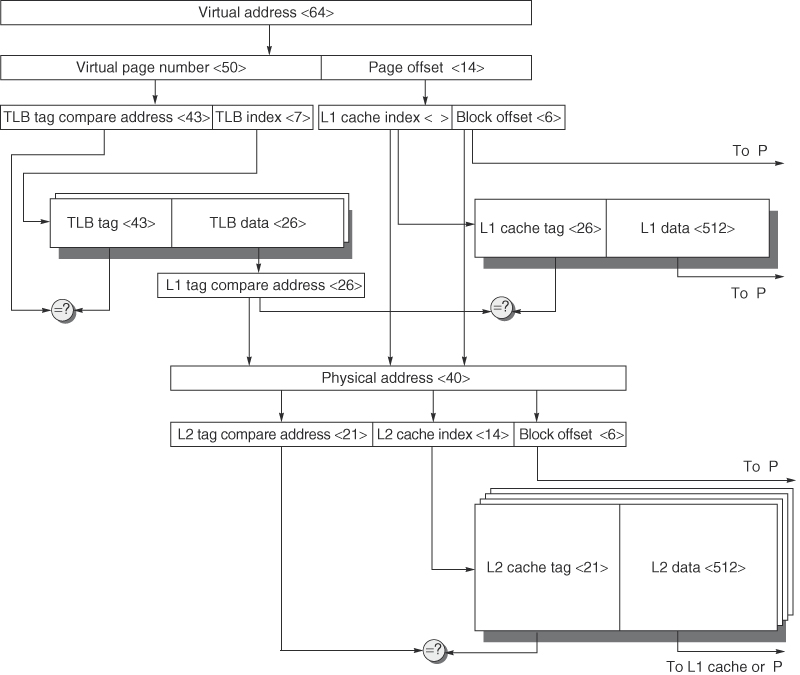 Virtual address <64>
Virtual page number <50> Page offset <14>
TLB tag compare address <43> TLB index <7> L1 cache index < > Block offset <6>
To P
TLB tag <43> TLB data <26> L1 cache tag <26> L1 data <512>
L1 tag compare address <26>
To P
=? =?
Physical address <40>
L2 tag compare address <21> L2 cache index <14> Block offset <6>
To P
L2 cache tag <21> L2 data <512>
=?
To L1 cache or P